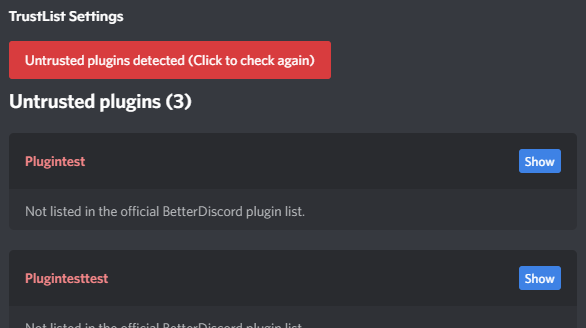 TrustList Settings
Untrusted plugins detected (Click to check again)
Untrusted plugins (3)
Plugintest
Show
Not listed in the official BetterDiscord plugin list.
Plugintesttest
Show
Not listed in the official BetterDiscord plugin list.